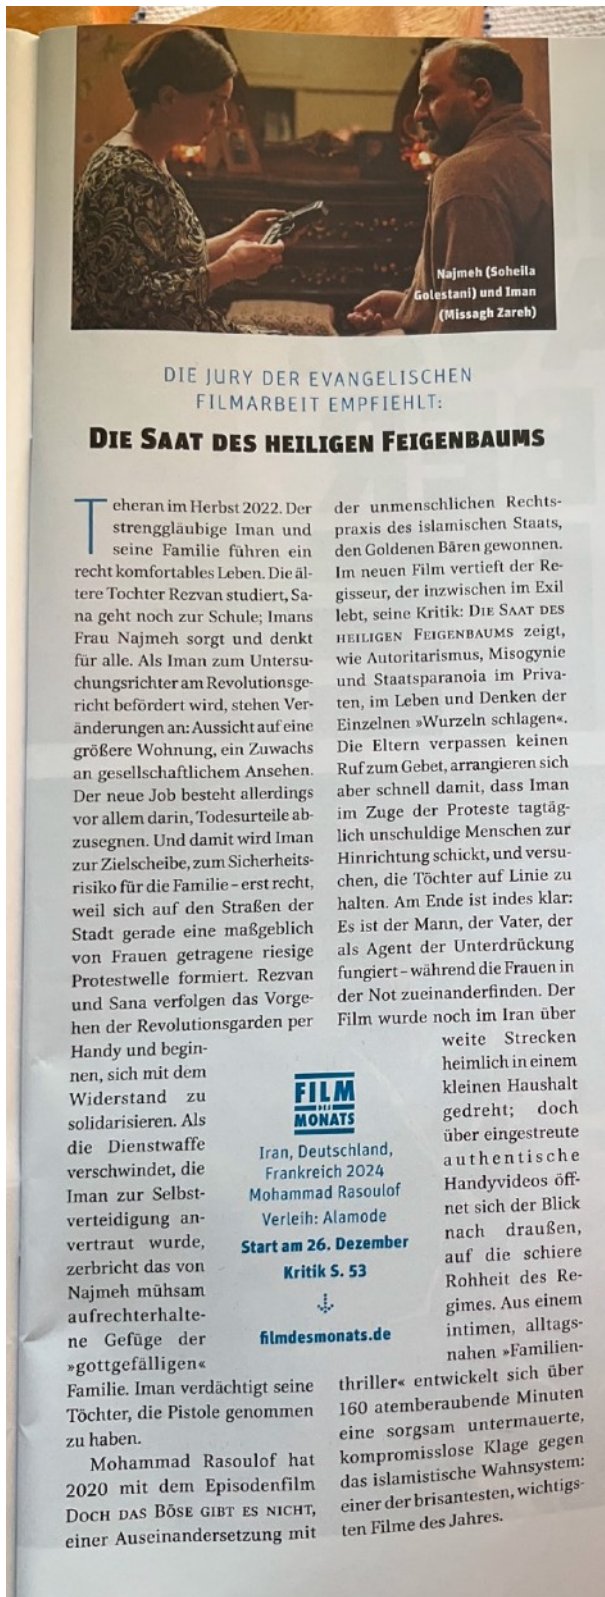 Najmeh (Soheila
Golestani) und Iman
(Missagh Zareh)
DIE JURY DER EVANGELISCHEN
FILMARBEIT EMPFIEHLT:
DIE SAAT DES HEILIGEN FEIGENBAUMS
Teheran im Herbst 2022. Der
strenggläubige Iman und
seine Familie führen ein
recht komfortables Leben. Die äl-
tere Tochter Rezvan studiert, Sa-
na geht noch zur Schule; Imans
Frau Najmeh sorgt und denkt
für alle. Als Iman zum Untersu-
chungsrichter am Revolutionsge-
richt befördert wird, stehen Ver-
änderungen an: Aussicht auf eine
größere Wohnung, ein Zuwachs
an gesellschaftlichem Ansehen.
Der neue Job besteht allerdings
vor allem darin, Todesurteile ab-
zusegnen. Und damit wird Iman
zur Zielscheibe, zum Sicherheits-
risiko für die Familie – erst recht,
weil sich auf den Straßen der
Stadt gerade eine maßgeblich
von Frauen getragene riesige
Protestwelle formiert. Rezvan
und Sana verfolgen das Vorge-
hen der Revolutionsgarden per
Handy und begin-
nen, sich mit dem
Widerstand zu
solidarisieren. Als
die Dienstwaffe
verschwindet, die
Iman zur Selbst-
verteidigung an-
vertraut wurde,
zerbricht das von
Najmeh mühsam
aufrechterhalte-
ne Gefüge der
»gottgefälligen«
Familie. Iman verdächtigt seine
Töchter, die Pistole genommen
zu haben.
Mohammad Rasoulof hat
2020 mit dem Episodenfilm
DOCH DAS BÖSE GIBT ES NICHT,
einer Auseinandersetzung mit
der unmenschlichen Rechts-
praxis des islamischen Staats,
den Goldenen Bären gewonnen.
Im neuen Film vertieft der Re-
gisseur, der inzwischen im Exil
lebt, seine Kritik: DIE SAAT DES
HEILIGEN FEIGENBAUMS zeigt,
wie Autoritarismus, Misogynie
und Staatsparanoia im Priva-
ten, im Leben und Denken der
Einzelnen »Wurzeln schlagen«.
Die Eltern verpassen keinen
Ruf zum Gebet, arrangieren sich
aber schnell damit, dass Iman
im Zuge der Proteste tagtäg-
lich unschuldige Menschen zur
Hinrichtung schickt, und versu-
chen, die Töchter auf Linie zu
halten. Am Ende ist indes klar:
Es ist der Mann, der Vater, der
als Agent der Unterdrückung
fungiert – während die Frauen in
der Not zueinanderfinden. Der
Film wurde noch im Iran über
weite Strecken
heimlich in einem
kleinen Haushalt
gedreht; doch
über eingestreute
authentische
Handyvideos öff-
net sich der Blick
nach draußen,
auf die schiere
Rohheit des Re-
gimes. Aus einem
intimen, alltags-
nahen »Familien-
thriller« entwickelt sich über
160 atemberaubende Minuten
eine sorgsam untermauerte,
kompromisslose Klage gegen
das islamistische Wahnsystem:
einer der brisantesten, wichtigs-
ten Filme des Jahres.
FILM
DES
MONATS
Iran, Deutschland,
Frankreich 2024
Mohammad Rasoulof
Verleih: Alamode
Start am 26. Dezember
Kritik S. 53
filmdesmonats.de